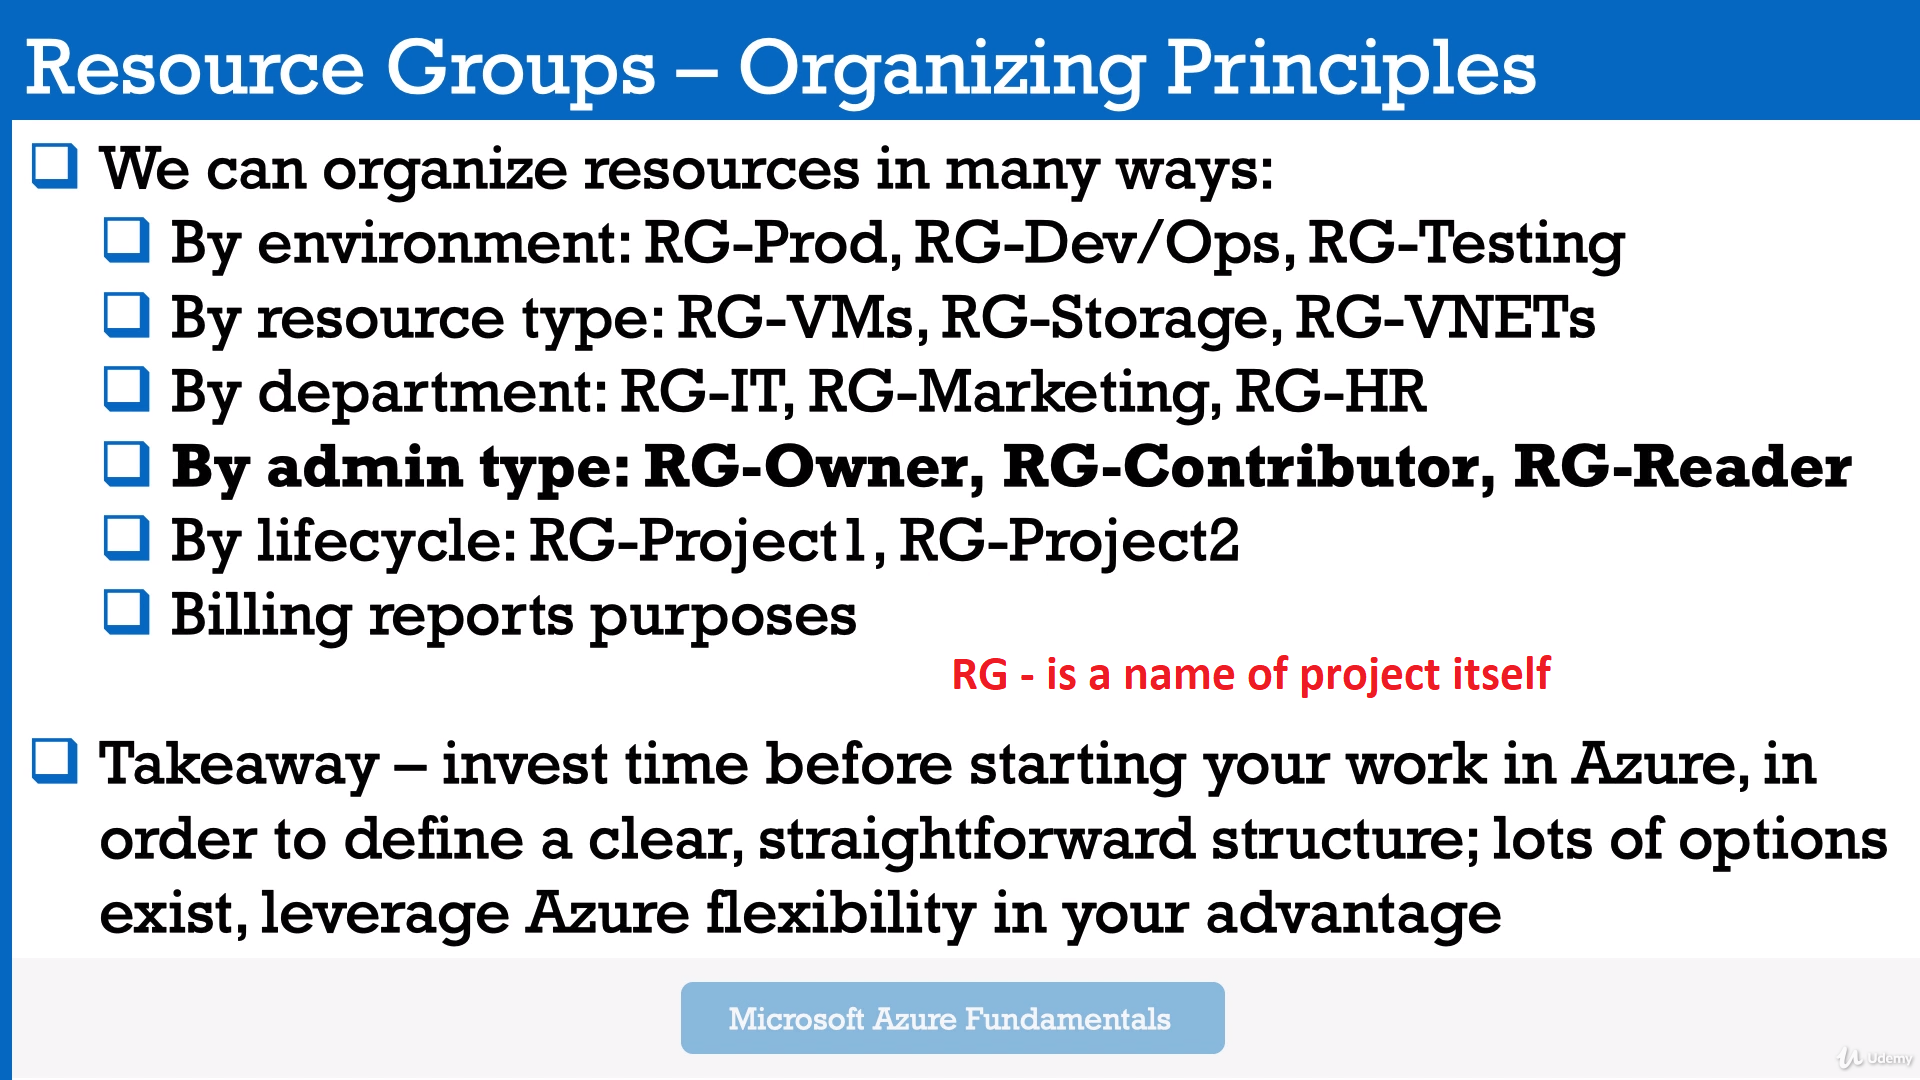 Resource Groups – Organizing Principles
We can organize resources in many ways:
By environment: RG-Prod, RG-Dev/Ops, RG-Testing
By resource type: RG-VMs, RG-Storage, RG-VNETs
By department: RG-IT, RG-Marketing, RG-HR
By admin type: RG-Owner, RG-Contributor, RG-Reader
By lifecycle: RG-Project1, RG-Project2
Billing reports purposes
RG - is a name of project itself
Takeaway – invest time before starting your work in Azure, in
order to define a clear, straightforward structure; lots of options
exist, leverage Azure flexibility in your advantage
Microsoft Azure Fundamentals
Udemy